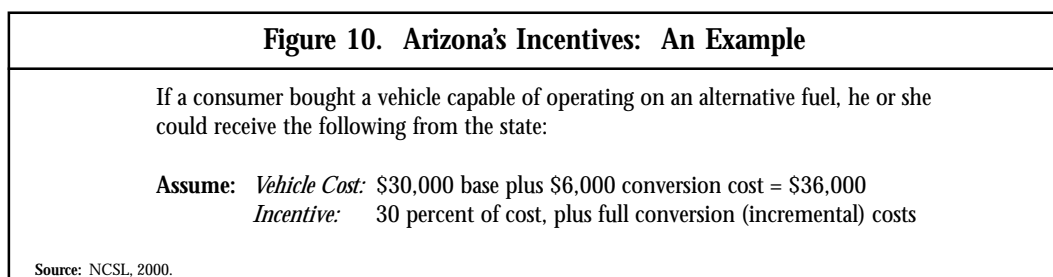 Figure 10. Arizona's Incentives: An Example
If a consumer bought a vehicle capable of operating on an alternative fuel, he or she
could receive the following from the state:
Assume: Vehicle Cost: $30,000 base plus $6,000 conversion cost = $36,000
Incentive: 30 percent of cost, plus full conversion (incremental) costs
Source: NCSL, 2000.